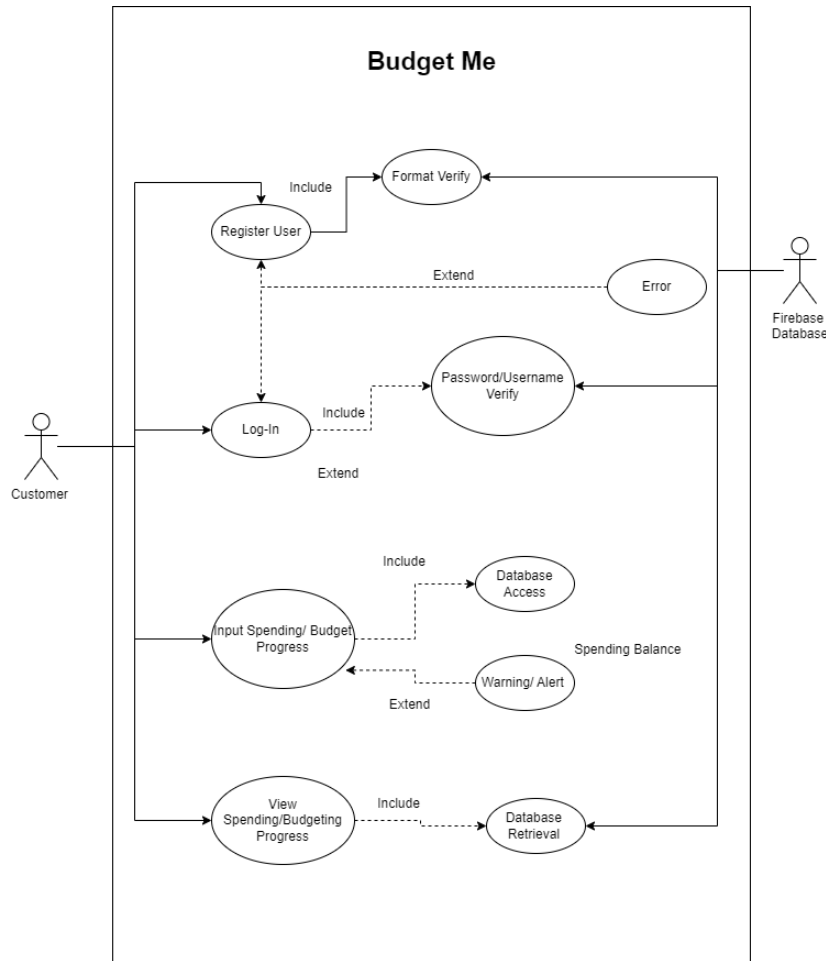 Budget Me
Format Verify
Include
Register User
Extend
Error
Firebase
Database
Password/Username
Verify
Include
Log-In
Extend
Customer
Include
Database
Access
Input Spending/ Budget
Progress
Spending Balance
Warning/ Alert
Extend
View
Spending/Budgeting
Progress
Include
Database
Retrieval